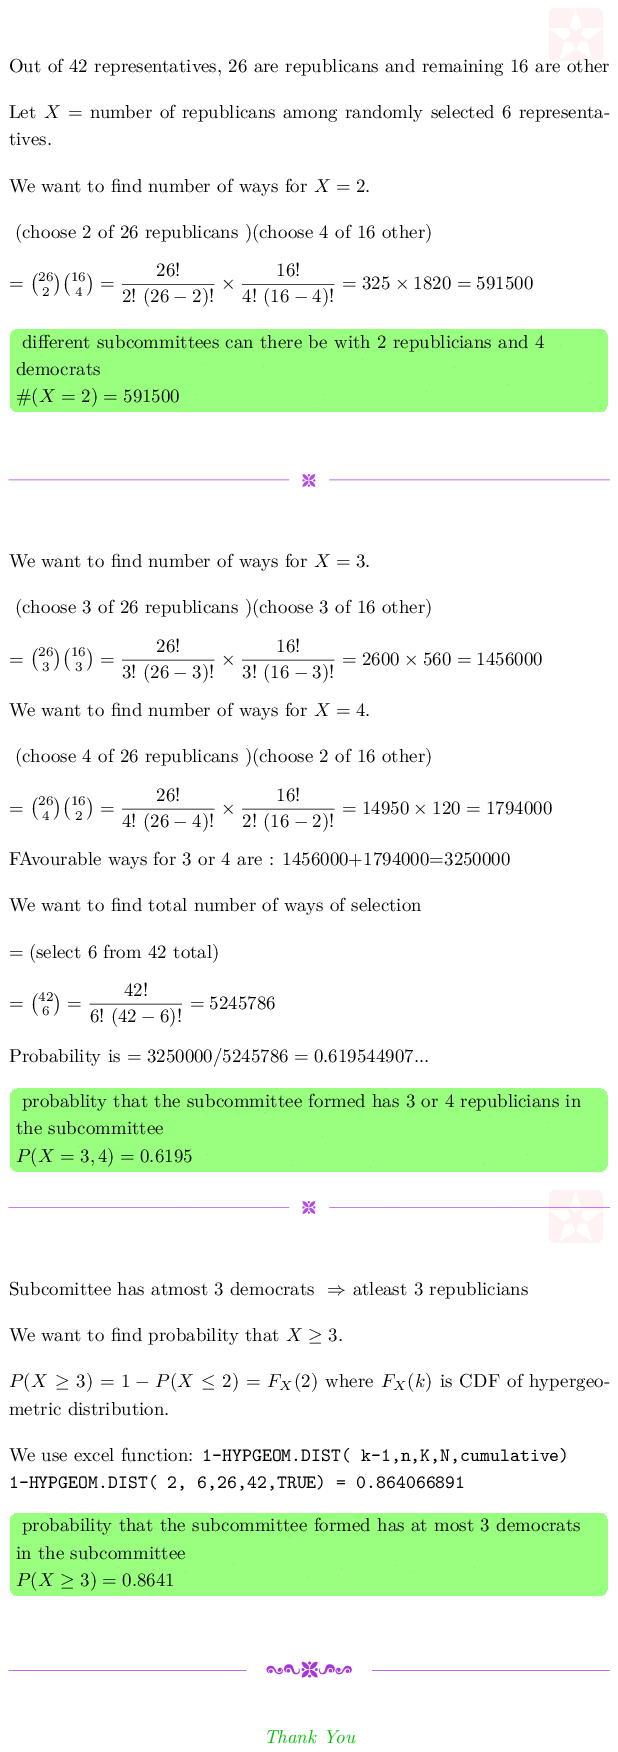 Out of 42 representatives, 26 are republicans and remaining 16 are other
Let X = number of republicans among randomly selected 6 representa-
tives.
We want to find number of ways for X = 2.
(choose 2 of 26 republicans )(choose 4 of 16 other)
= \binom{26}{2}\binom{16}{4} = \frac{26!}{2! (26 − 2)!} × \frac{16!}{4! (16 − 4)!} = 325 × 1820 = 591500
different subcommittees can there be with 2 republicians and 4
democrats
#(X = 2) = 591500
We want to find number of ways for X = 3.
(choose 3 of 26 republicans )(choose 3 of 16 other)
= \binom{26}{3}\binom{16}{3} = \frac{26!}{3! (26 − 3)!} × \frac{16!}{3! (16 − 3)!} = 2600 × 560 = 1456000
We want to find number of ways for X = 4.
(choose 4 of 26 republicans )(choose 2 of 16 other)
= \binom{26}{4}\binom{16}{2} = \frac{26!}{4! (26 − 4)!} × \frac{16!}{2! (16 − 2)!} = 14950 × 120 = 1794000
FAvourable ways for 3 or 4 are : 1456000+1794000=3250000
We want to find total number of ways of selection
= (select 6 from 42 total)
= \binom{42}{6} = \frac{42!}{6! (42 − 6)!} = 5245786
Probability is = 3250000/5245786 = 0.619544907...
probablity that the subcommittee formed has 3 or 4 republicians in
the subcommittee
P(X = 3, 4) = 0.6195
Subcomittee has atmost 3 democrats ⇒ atleast 3 republicians
We want to find probability that X ≥ 3.
P(X ≥ 3) = 1 − P(X ≤ 2) = F_X(2) where F_X(k) is CDF of hypergeo-
metric distribution.
We use excel function: 1-HYPGEOM.DIST( k-1,n,K,N,cumulative)
1-HYPGEOM.DIST( 2, 6,26,42,TRUE) = 0.864066891
probability that the subcommittee formed has at most 3 democrats
in the subcommittee
P(X ≥ 3) = 0.8641
Thank You